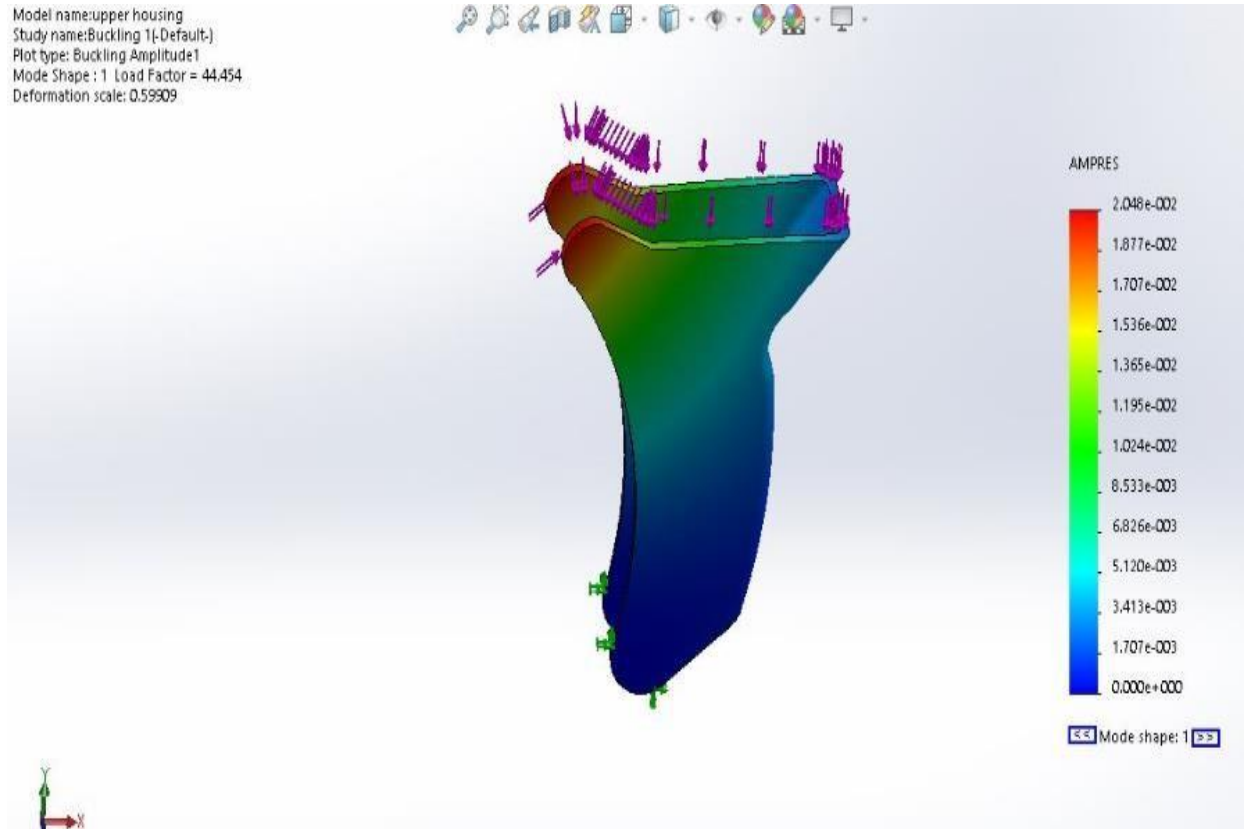 Model name:upper housing
Study name:Buckling 1(-Default-)
Plot type: Buckling Amplitude1
Mode Shape : 1 Load Factor = 44.454
Deformation scale: 0.59909
AMPRES
2.048e-002
1.877e-002
1.707e-002
1.536e-002
1.365e-002
1.195e-002
1.024e-002
8.533e-003
6.826e-003
5.120e-003
3.413e-003
1.707e-003
0.000e+000
<< Mode shape: 1 >>
Y
X